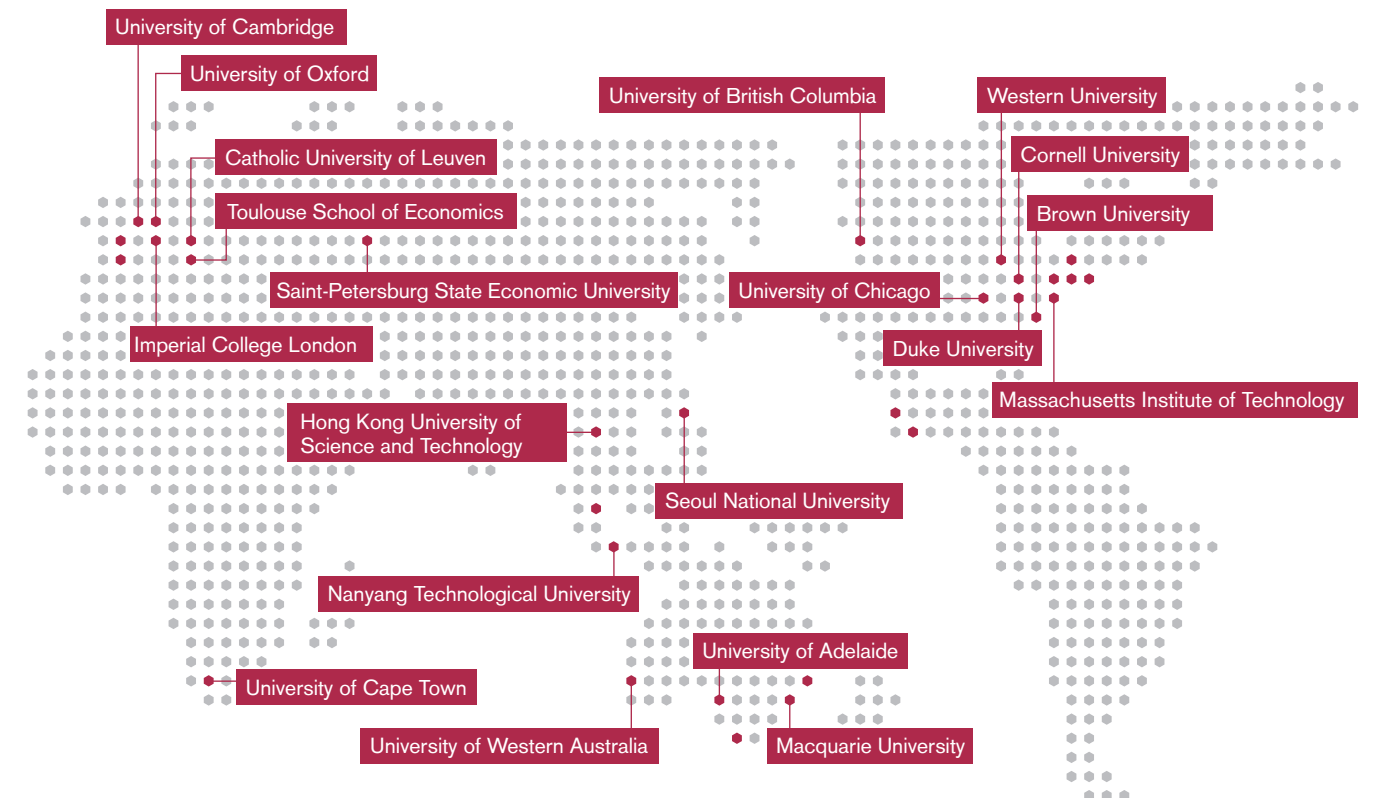 University of Cambridge
University of Oxford
University of British Columbia
Western University
Catholic University of Leuven
Cornell University
Toulouse School of Economics
Brown University
Saint-Petersburg State Economic University
University of Chicago
Imperial College London
Duke University
Massachusetts Institute of Technology
Hong Kong University of
Science and Technology
Seoul National University
Nanyang Technological University
University of Adelaide
University of Cape Town
University of Western Australia
Macquarie University